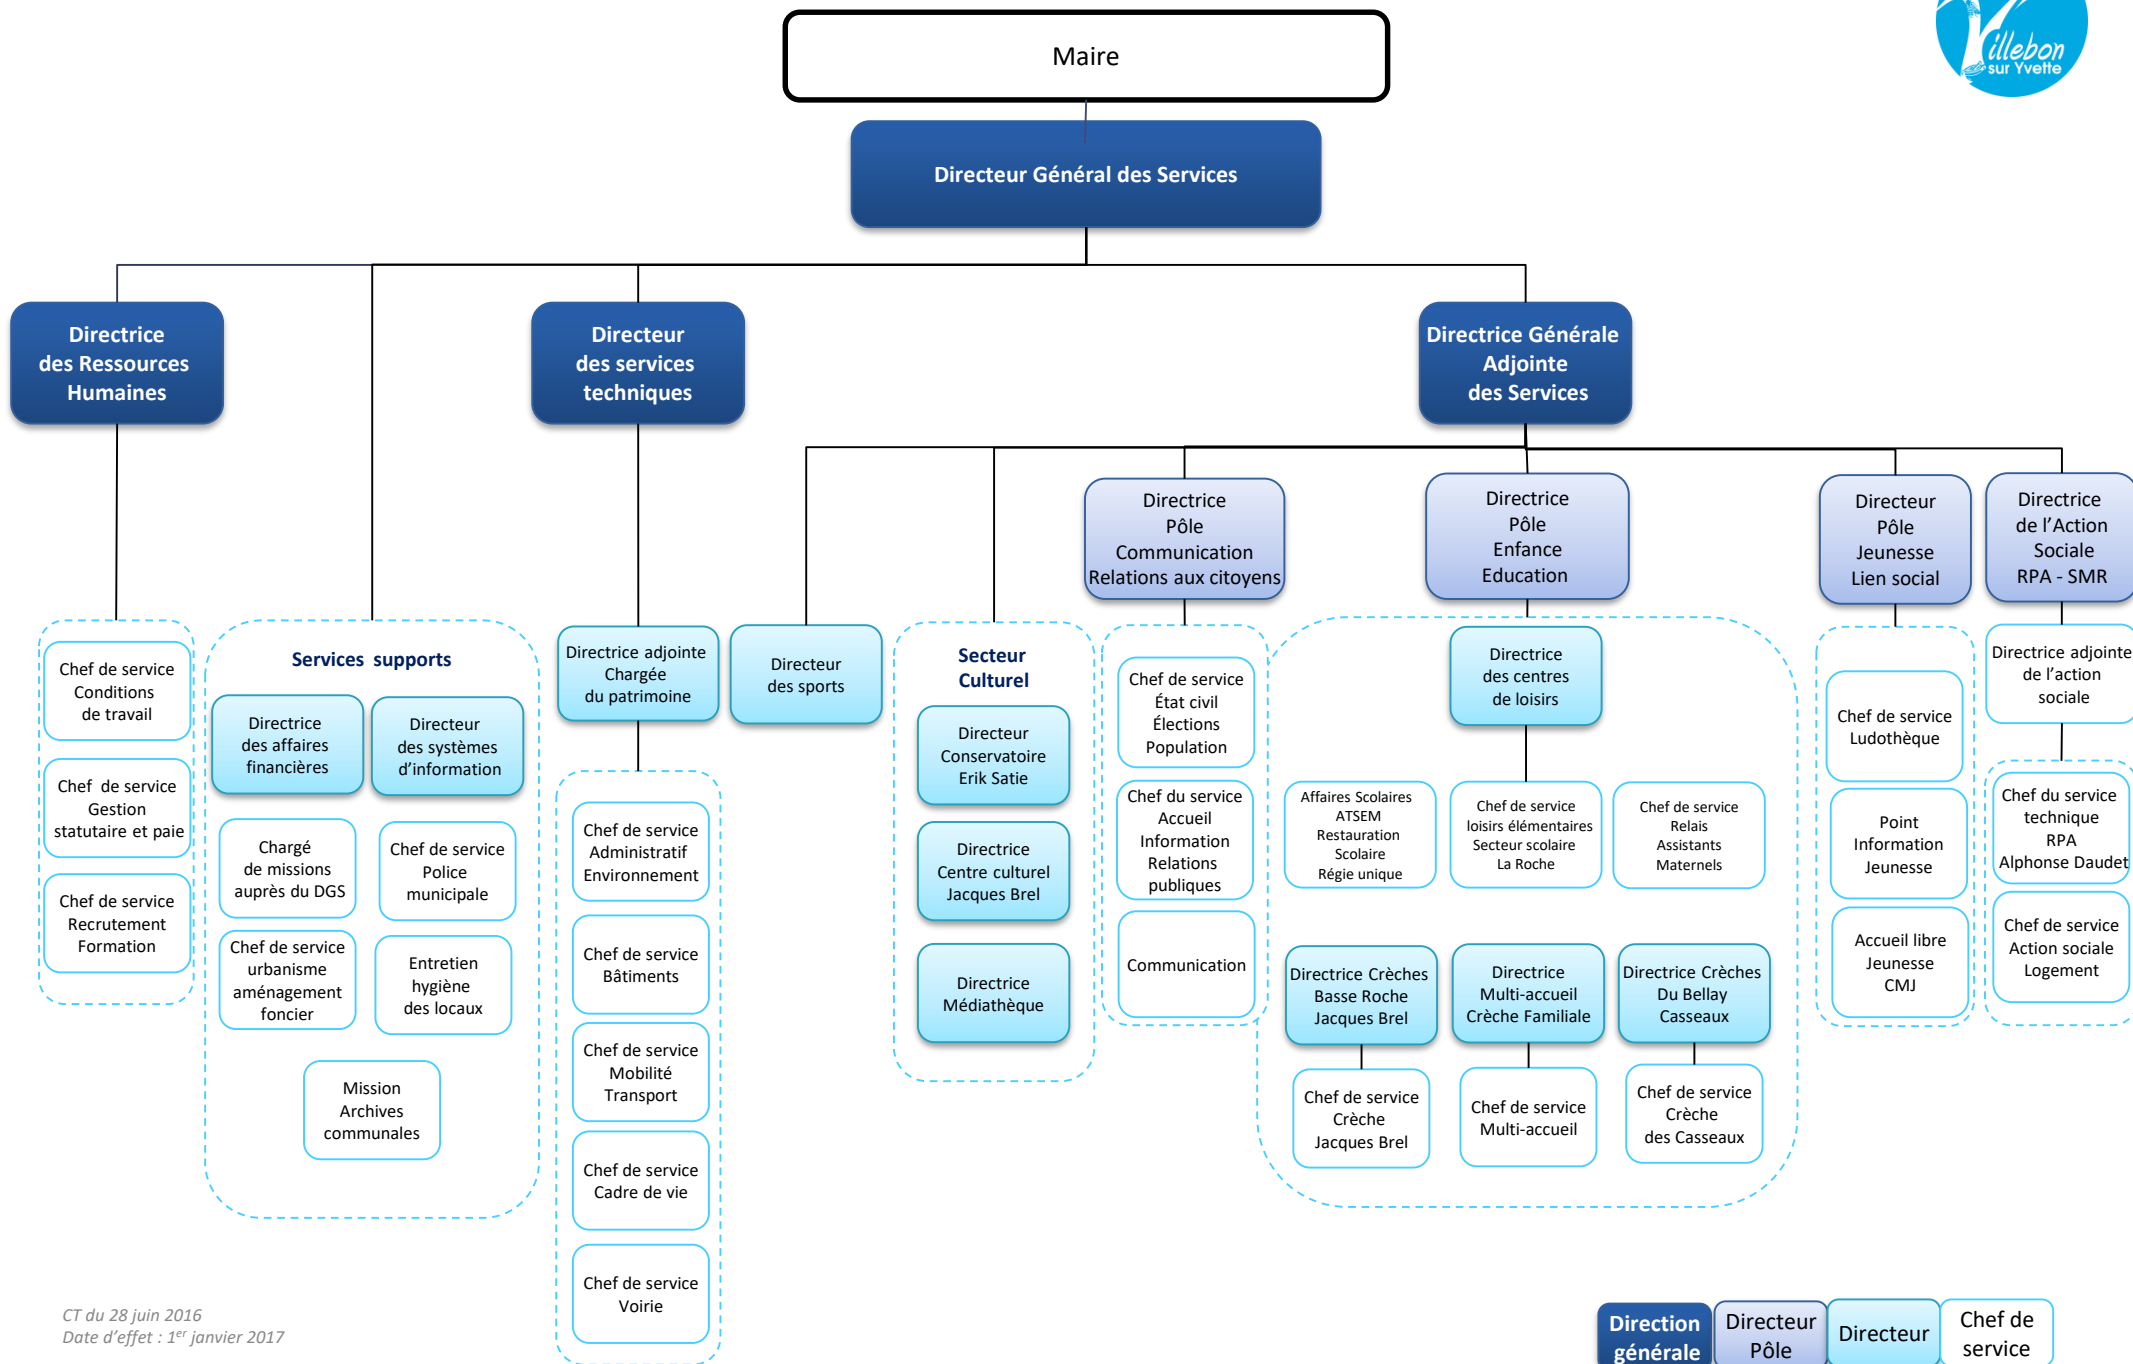 Maire
illebon
sur Yvette
Directeur Général des Services
Directrice
des Ressources
Humaines
Directeur
des services
techniques
Directrice Générale
Adjointe
des Services
Directrice
Pôle
Communication
Relations aux citoyens
Directrice
Pôle
Enfance
Education
Directeur
Pôle
Jeunesse
Lien social
Directrice
de l'Action
Sociale
RPA - SMR
Chef de service
Conditions
de travail
Chef  de service
Gestion
statutaire et paie
Chef de service
Recrutement
Formation
Services  supports
Directrice
des affaires
financières
Directeur
des systèmes
d'information
Chargé
de missions
auprès du DGS
Chef de service
Police
municipale
Chef de service
urbanisme
aménagement
foncier
Entretien
hygiène
des locaux
Mission
Archives
communales
Directrice adjointe
Chargée
du patrimoine
Chef de service
Administratif
Environnement
Chef de service
Bâtiments
Chef de service
Mobilité
Transport
Chef de service
Cadre de vie
Chef de service
Voirie
Directeur
des sports
Secteur
Culturel
Directeur
Conservatoire
Erik Satie
Directrice
Centre culturel
Jacques Brel
Directrice
Médiathèque
Chef de service
État civil
Élections
Population
Chef du service
Accueil
Information
Relations
publiques
Communication
Directrice
des centres
de loisirs
Affaires Scolaires
ATSEM
Restauration
Scolaire
Régie unique
Chef de service
loisirs élémentaires
Secteur scolaire
La Roche
Chef de service
Relais
Assistants
Maternels
Directrice Crèches
Basse Roche
Jacques Brel
Directrice
Multi-accueil
Crèche Familiale
Directrice Crèches
Du Bellay
Casseaux
Chef de service
Crèche
Jacques Brel
Chef de service
Multi-accueil
Chef de service
Crèche
des Casseaux
Chef de service
Ludothèque
Point
Information
Jeunesse
Accueil libre
Jeunesse
CMJ
Directrice adjointe
de l'action
sociale
Chef du service
technique
RPA
Alphonse Daudet
Chef de service
Action sociale
Logement
CT du 28 juin 2016
Date d'effet : 1er janvier 2017
Direction
générale
Directeur
Pôle
Directeur
Chef de
service